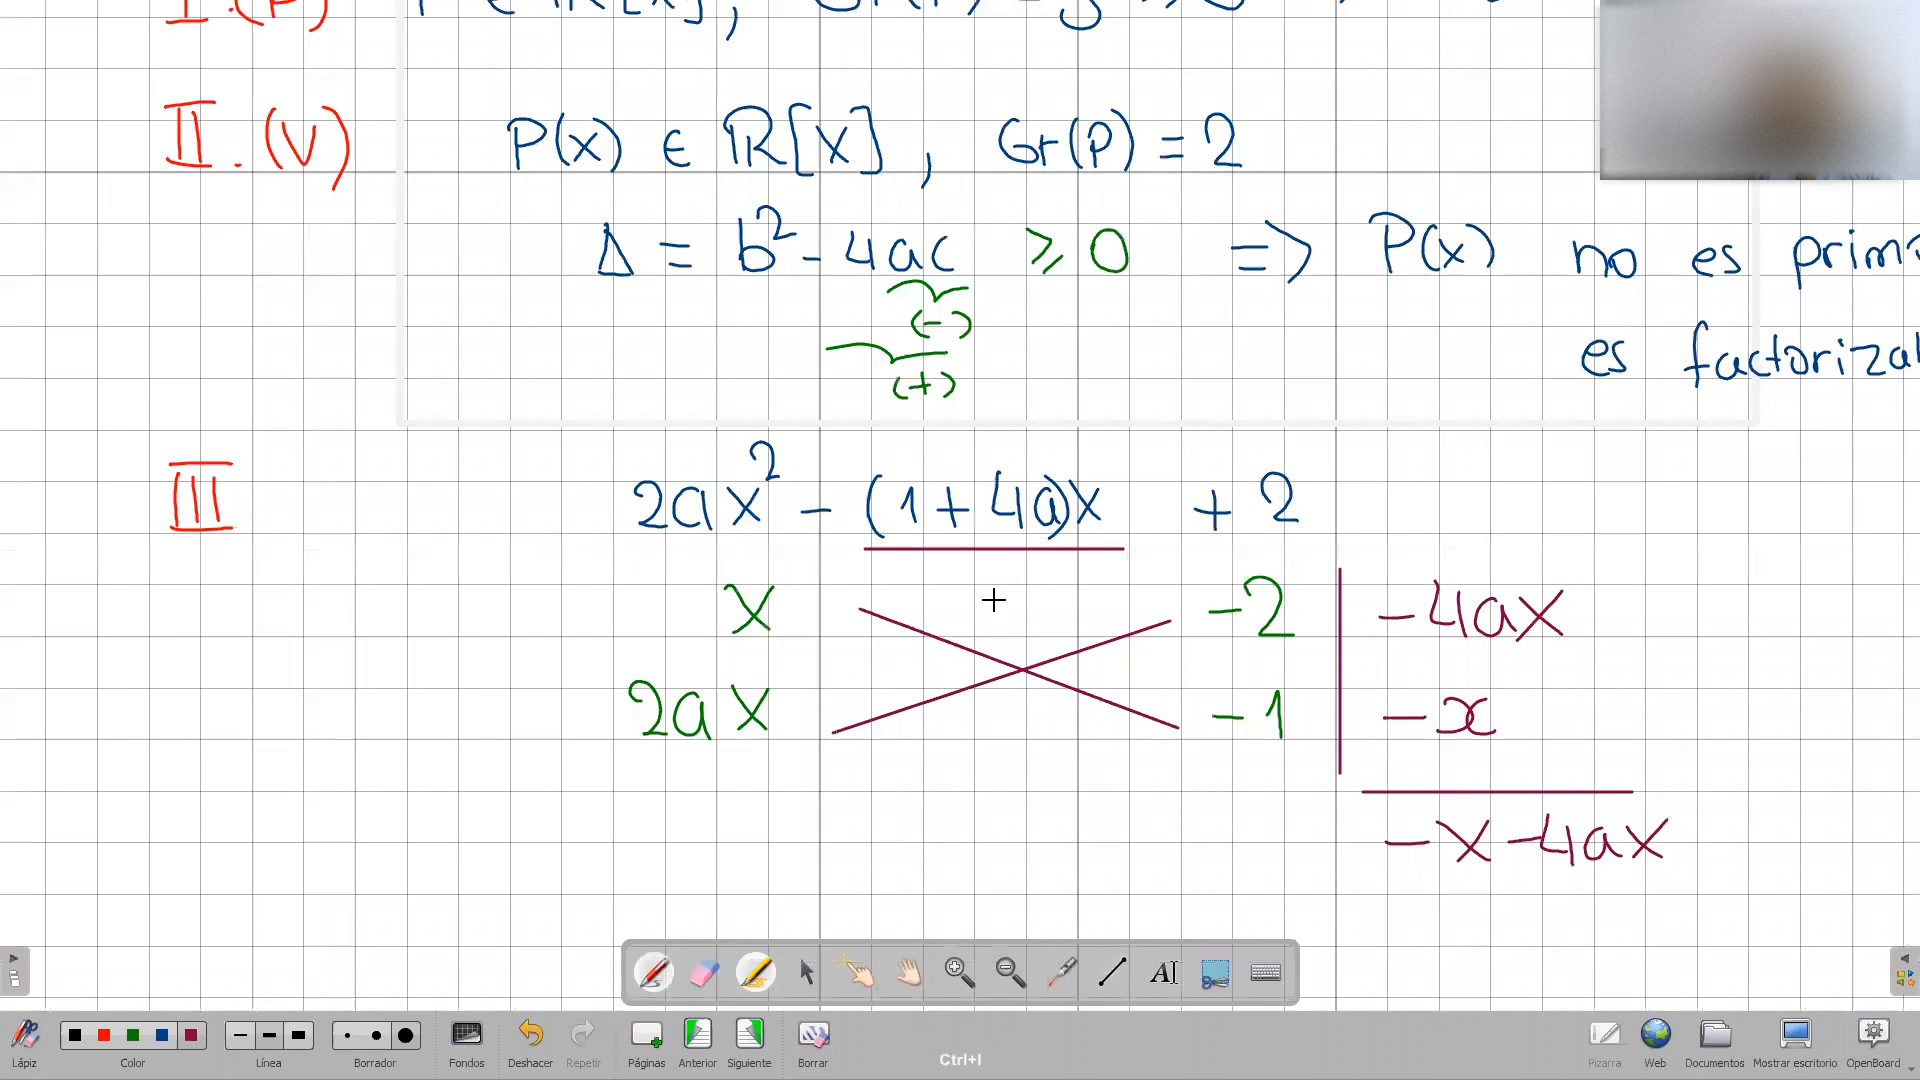 II. (V) P(x) ∈ ℝ[x], Gr(P) = 2
Δ = b² - 4ac ⩾ 0 => P(x) no es prim
(-)
es factoriza
(+)
III 2ax² - (1 + 4a)x + 2
x -2 -4ax
2ax -1 -x
-x -4ax
AI
Lápiz
Color
Línea
Borrador
Fondos
Deshacer
Repetir
Páginas
Anterior
Siguiente
Borrar
Ctrl+I
Pizarra
Web
Documentos
Mostrar escritorio
OpenBoard